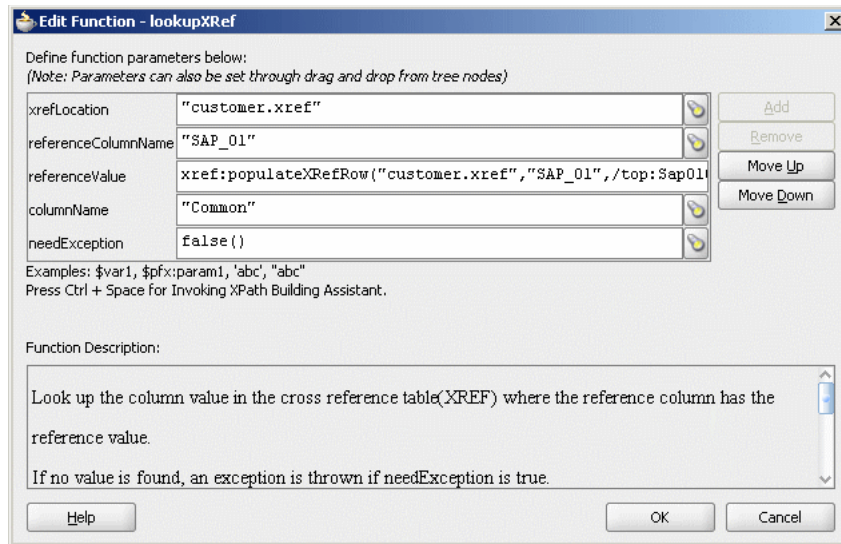 Edit Function - lookupXRef
Define function parameters below:
(Note: Parameters can also be set through drag and drop from tree nodes)
xrefLocation "customer.xref"
Add
referenceColumnName "SAP_01"
Remove
referenceValue xref:populateXRefRow("customer.xref","SAP_01",/top:Sap01
Move Up
columnName "Common"
Move Down
needException false()
Examples: $var1, $pfx:param1, 'abc', "abc"
Press Ctrl + Space for Invoking XPath Building Assistant.
Function Description:
Look up the column value in the cross reference table(XREF) where the reference column has the
reference value.
If no value is found, an exception is thrown if needException is true.
Help OK Cancel